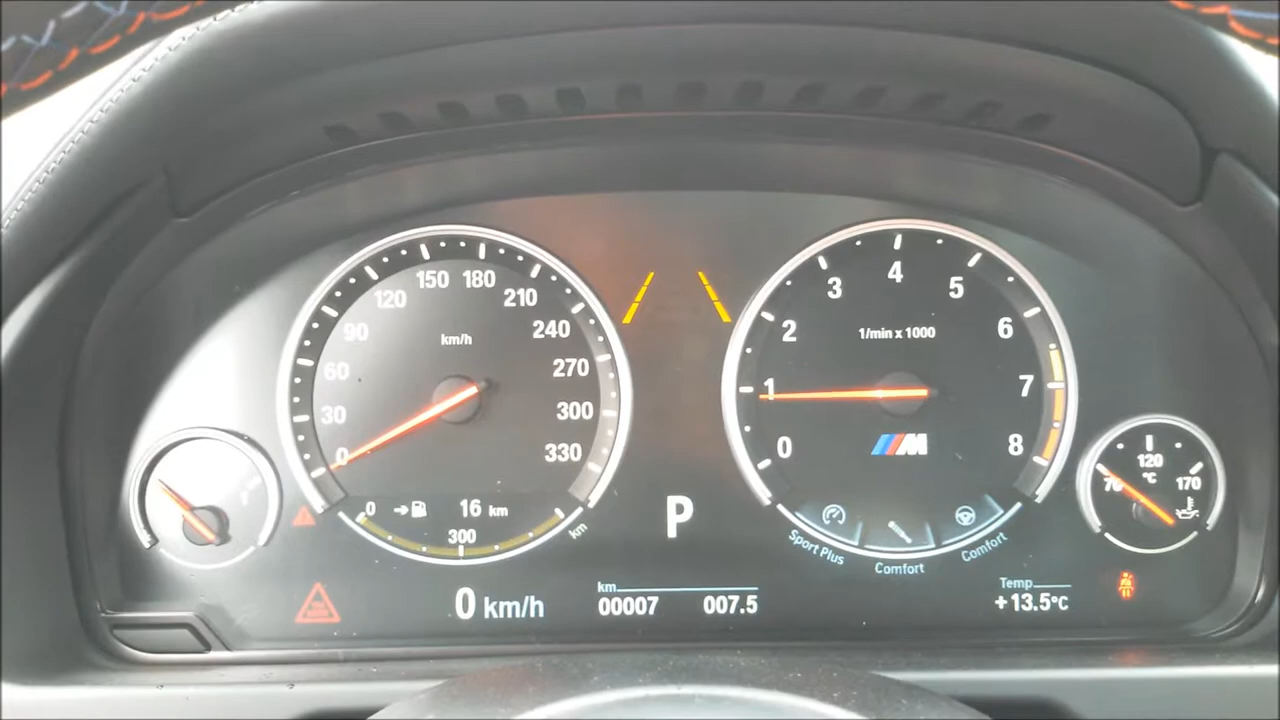 0
30
60
90
120
150
180
210
240
270
300
330
km/h
0
16 km
300
km
0 km/h
P
km
00007 007.5
0
1
2
3
4
5
6
7
8
1/min x 1000
M
Sport Plus
Comfort
Comfort
70
120
170
°C
Temp
+13.5°C